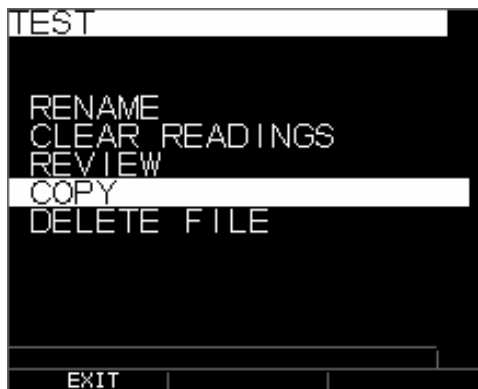 TEST
RENAME
CLEAR READINGS
REVIEW
COPY
DELETE FILE
EXIT